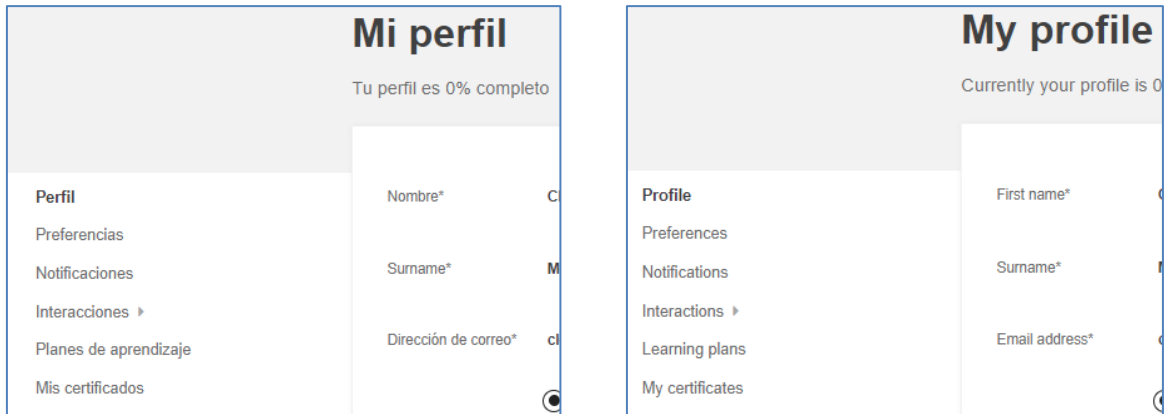 Mi perfil
Tu perfil es 0% completo
Perfil
Preferencias
Notificaciones
Interacciones
Planes de aprendizaje
Mis certificados
Nombre*
Surname*
Dirección de correo*
My profile
Currently your profile is 0
Profile
Preferences
Notifications
Interactions
Learning plans
My certificates
First name*
Surname*
Email address*